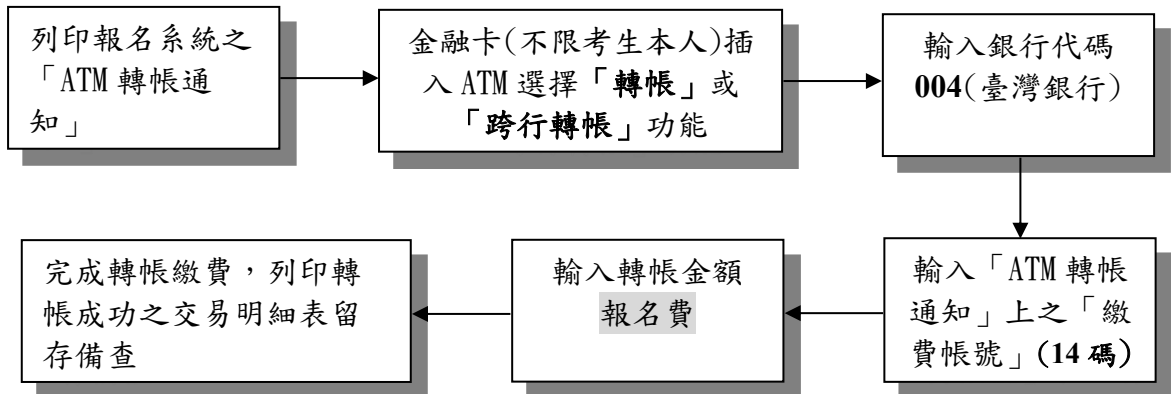 列印報名系統之
「ATM 轉帳通
知」
金融卡(不限考生本人)插
入 ATM 選擇「轉帳」或
「跨行轉帳」功能
輸入銀行代碼
004(臺灣銀行)
輸入「ATM 轉帳
通知」上之「繳
費帳號」(14 碼)
輸入轉帳金額
報名費
完成轉帳繳費，列印轉
帳成功之交易明細表留
存備查